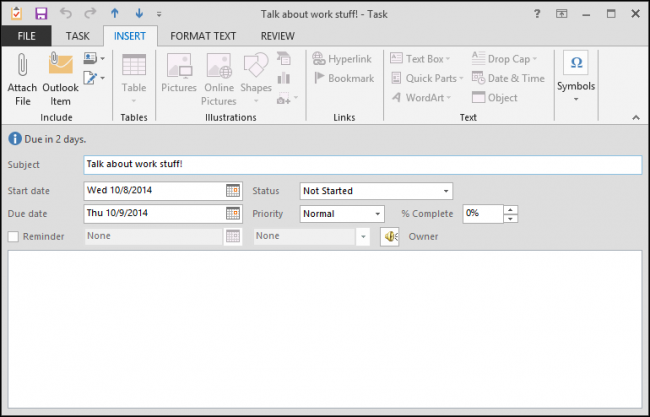 Talk about work stuff! - Task
?
FILE TASK INSERT FORMAT TEXT REVIEW
Attach File
Outlook Item
Include
Table
Tables
Pictures
Online Pictures
Shapes
Illustrations
Hyperlink
Bookmark
Links
Text Box
Quick Parts
WordArt
Drop Cap
Date & Time
Object
Text
Ω
Symbols
Due in 2 days.
Subject Talk about work stuff!
Start date Wed 10/8/2014 Status Not Started
Due date Thu 10/9/2014 Priority Normal % Complete 0%
Reminder None None Owner